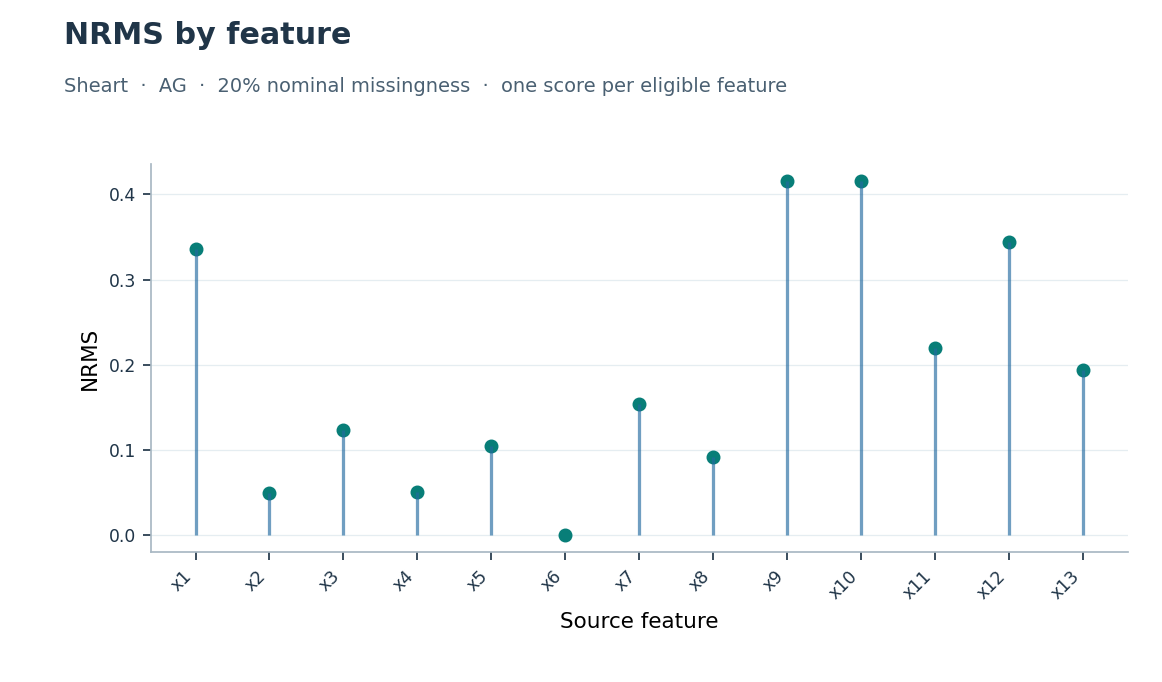 NRMS by feature
Sheart · AG · 20% nominal missingness · one score per eligible feature
0.4
0.3
0.2
0.1
0.0
NRMS
x1 x2 x3 x4 x5 x6 x7 x8 x9 x10 x11 x12 x13
Source feature